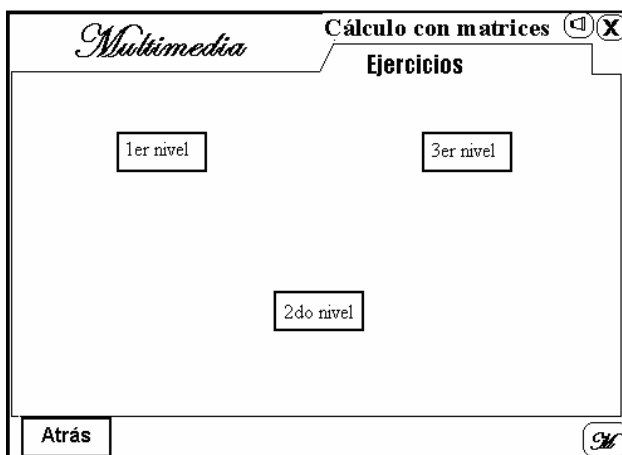 Multimedia
Cálculo con matrices
X
Ejercicios
1er nivel
3er nivel
2do nivel
Atrás
M